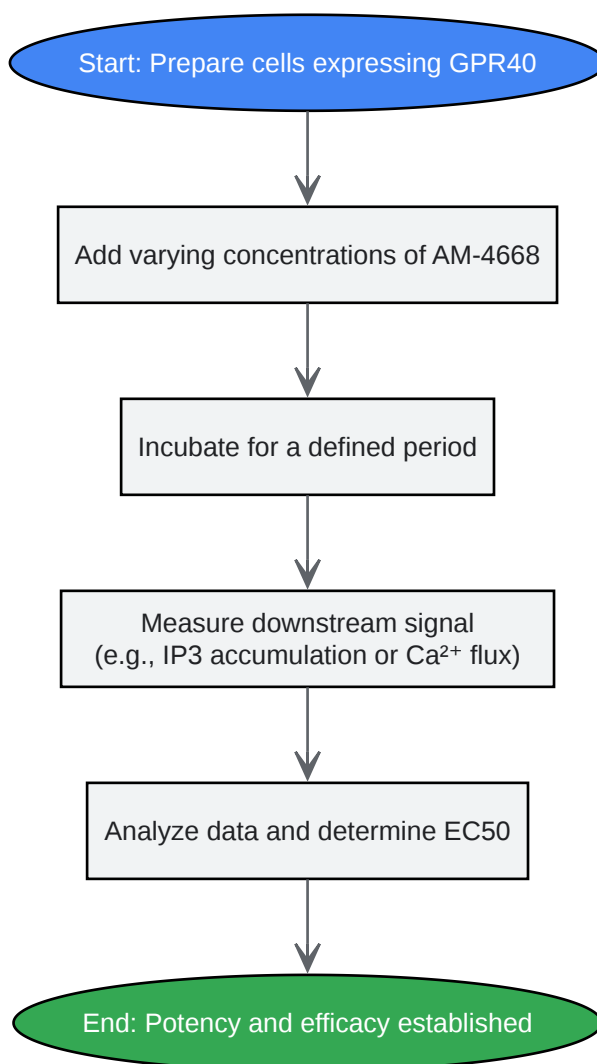 Start: Prepare cells expressing GPR40
Add varying concentrations of AM-4668
Incubate for a defined period
Measure downstream signal
(e.g., IP3 accumulation or Ca²⁺ flux)
Analyze data and determine EC50
End: Potency and efficacy established